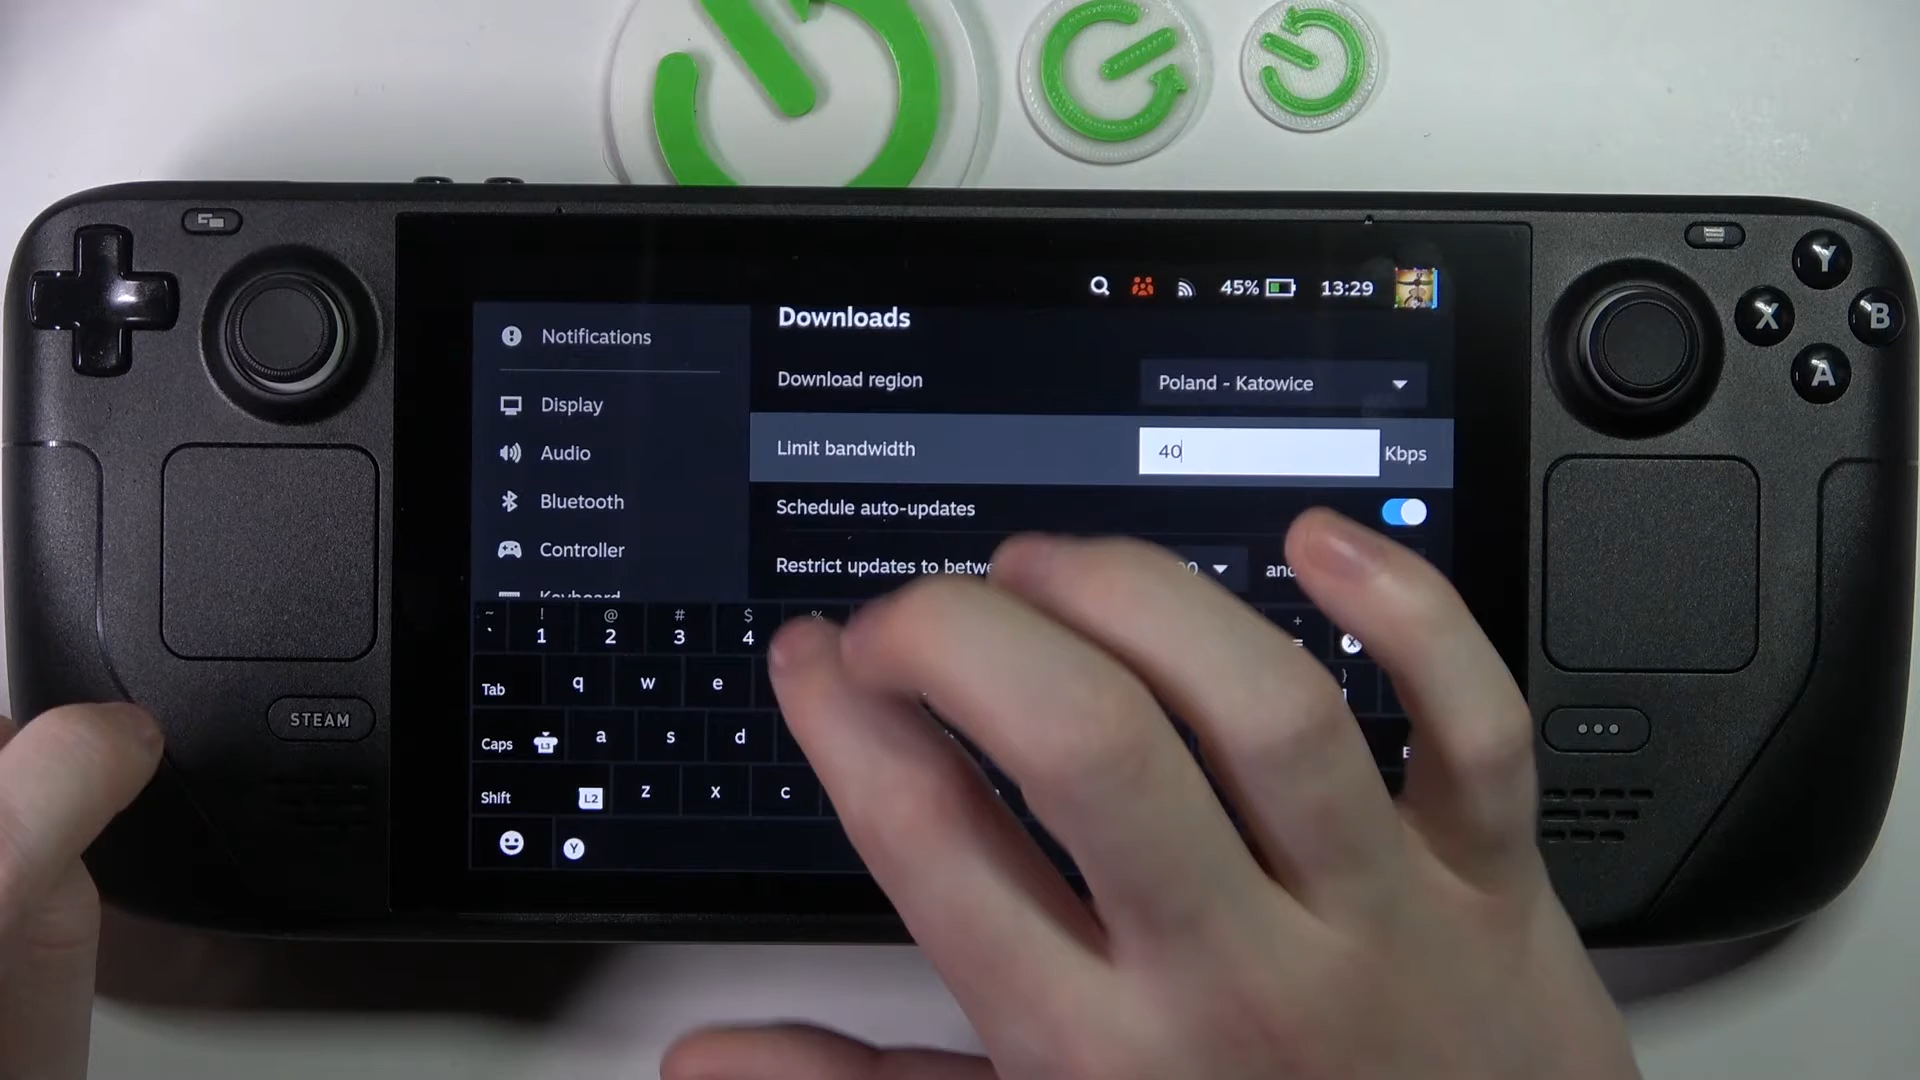 45% 13:29
Notifications
Display
Audio
Bluetooth
Controller
Keyboard
Downloads
Download region Poland - Katowice
Limit bandwidth 40 Kbps
Schedule auto-updates
Restrict updates to
~ ! @ # $ % +
` 1 2 3 4 = X
Tab q w e }
Caps a s d
Shift L2 z x c
Y
STEAM
Y
X
B
A